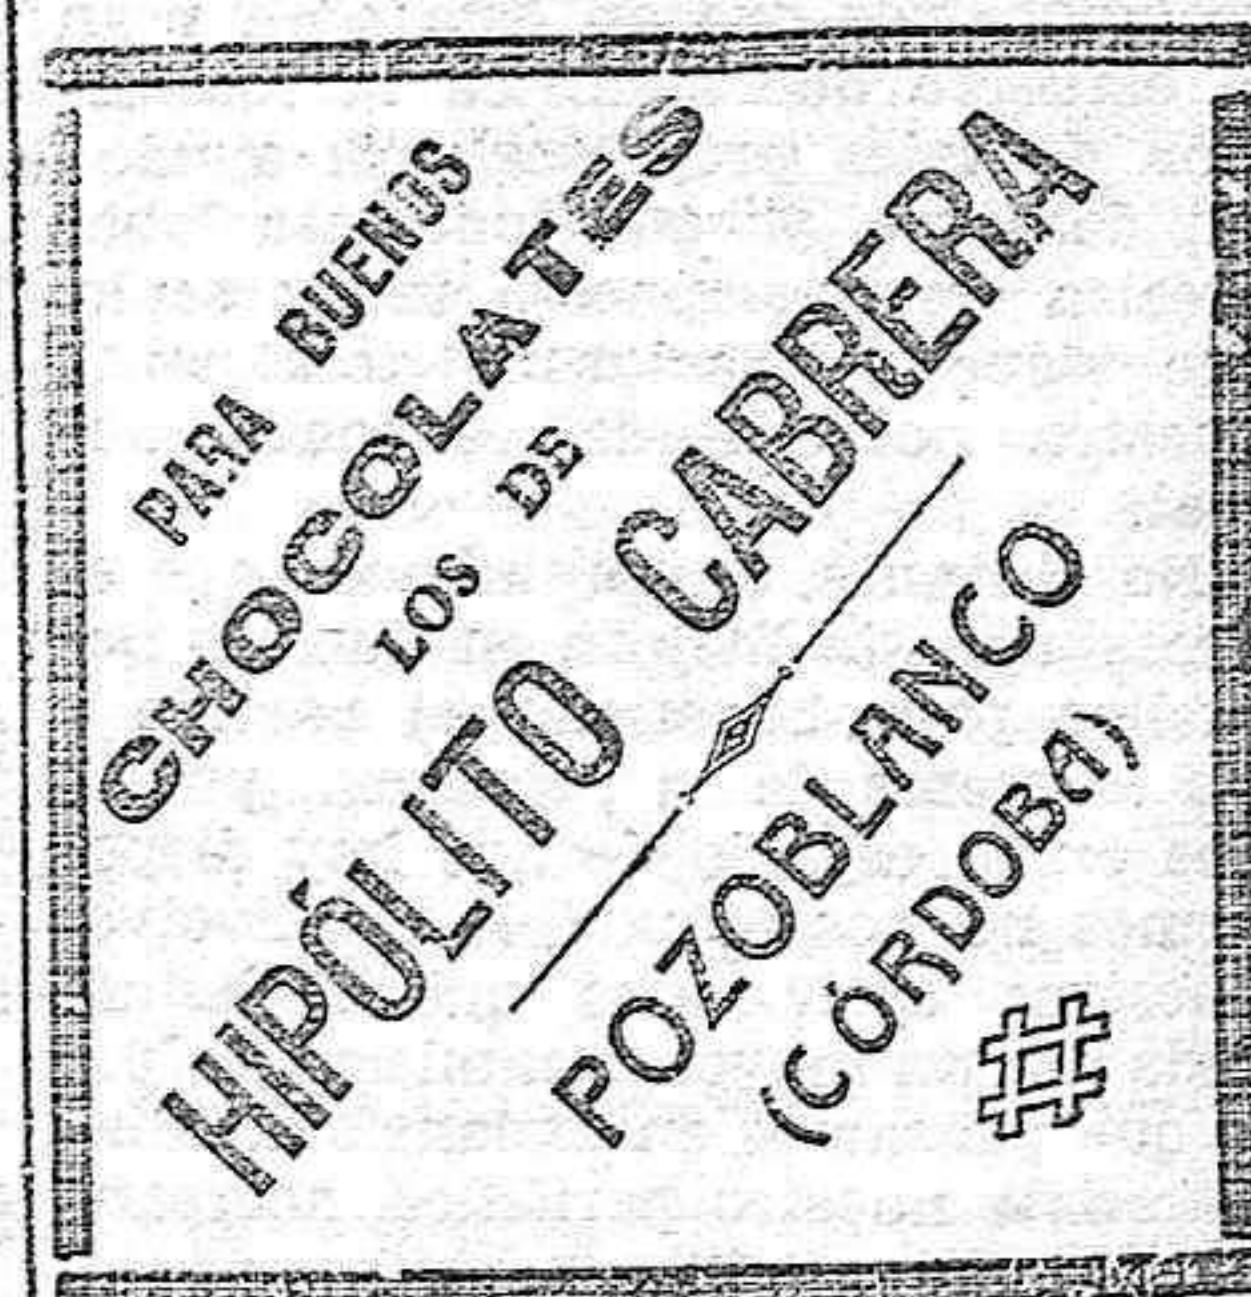 PARA BUENOS
CHOCOLATES
LOS DE
HIPÓLITO CABRERA
POZOBLANCO
(CÓRDOBA)